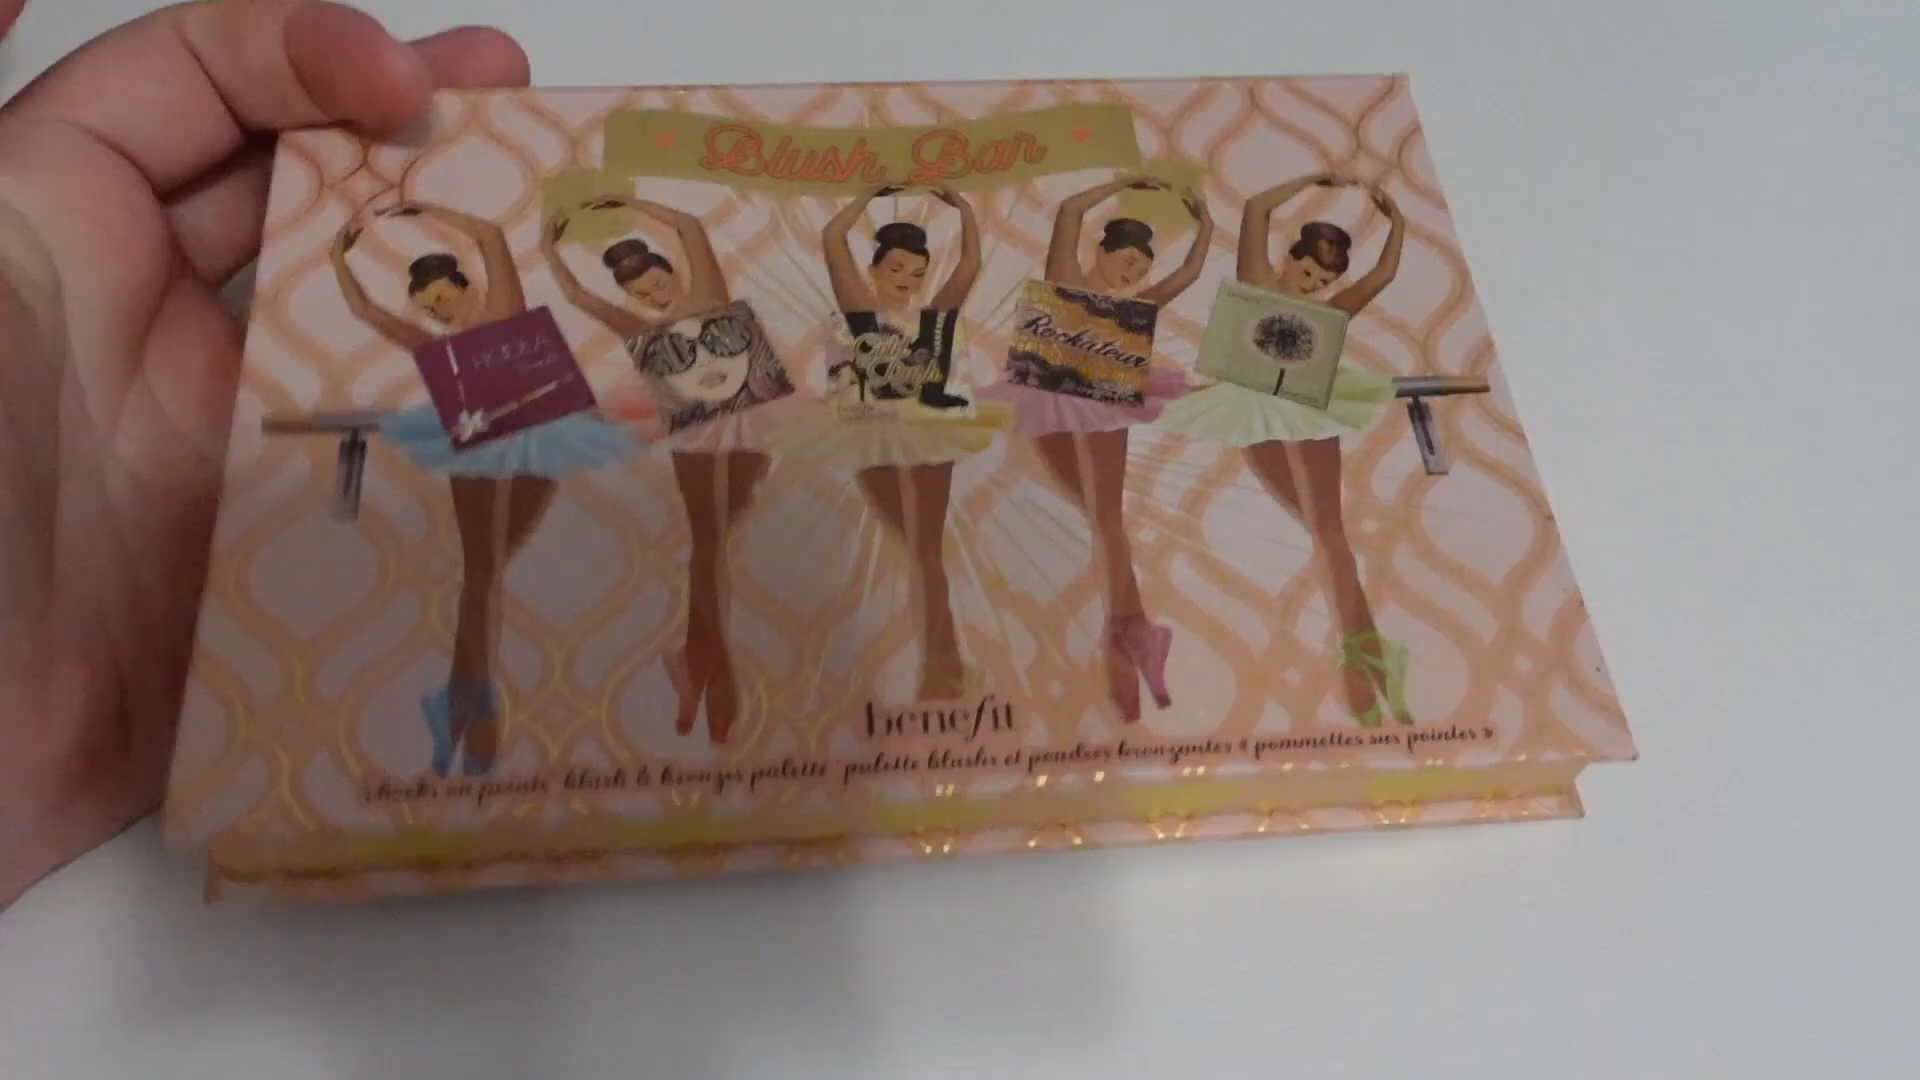 Blush Bar
HOOLA
Rockateur
benefit
cheeks on pointe blush & bronzer palette palette blushs et poudres bronzantes « pommettes sur pointes »